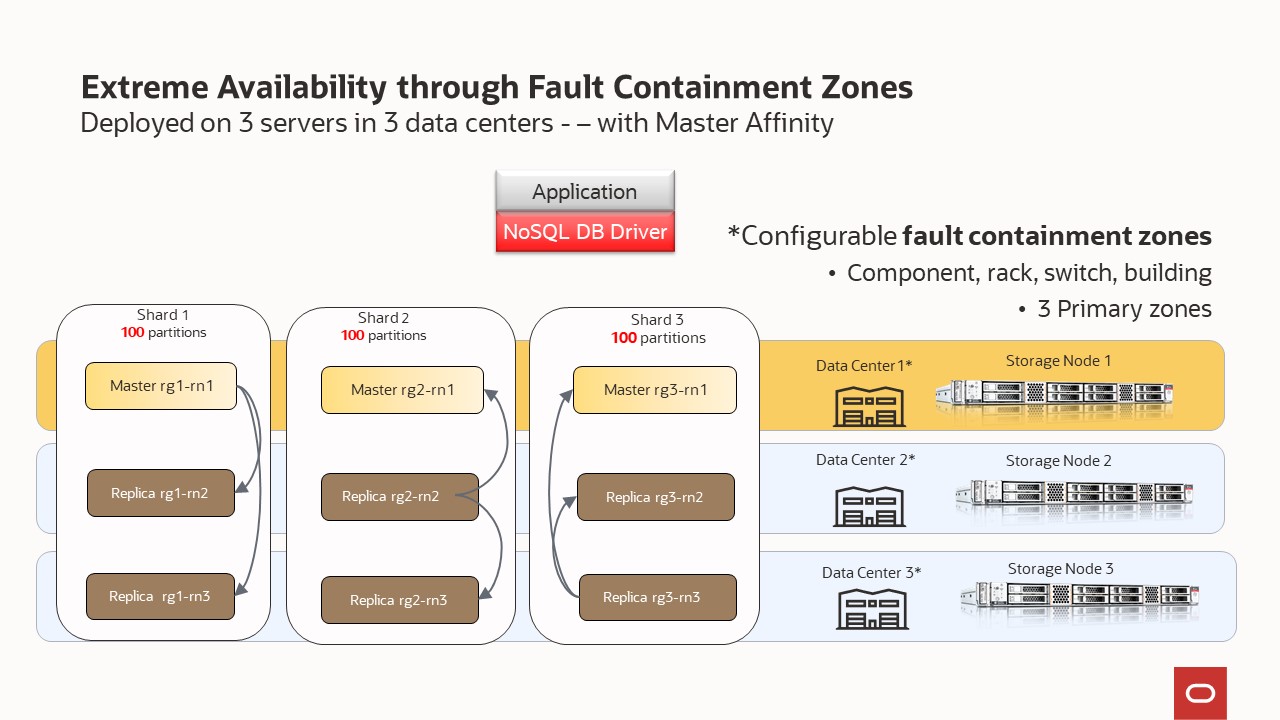 Extreme Availability through Fault Containment Zones
Deployed on 3 servers in 3 data centers - – with Master Affinity
Application
NoSQL DB Driver
*Configurable fault containment zones
• Component, rack, switch, building
• 3 Primary zones
Shard 1
100 partitions
Master rg1-rn1
Replica rg1-rn2
Replica rg1-rn3
Shard 2
100 partitions
Master rg2-rn1
Replica rg2-rn2
Replica rg2-rn3
Shard 3
100 partitions
Master rg3-rn1
Replica rg3-rn2
Replica rg3-rn3
Data Center1*
Storage Node 1
Data Center 2*
Storage Node 2
Data Center 3*
Storage Node 3